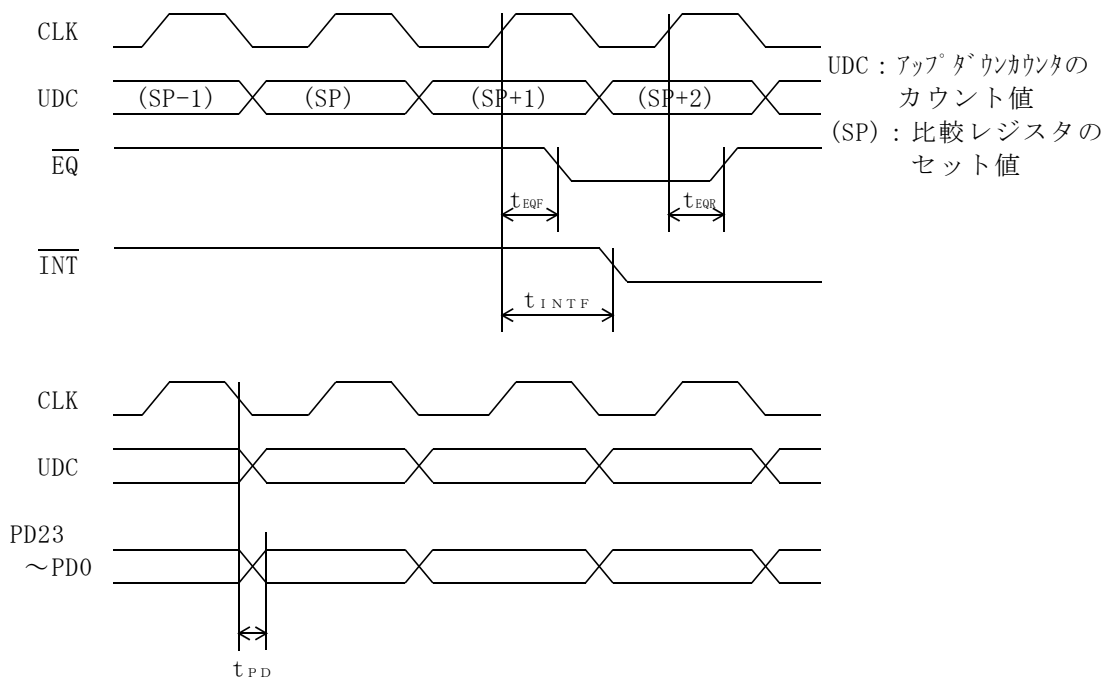 CLK
UDC (SP-1) (SP) (SP+1) (SP+2)
UDC：ｱｯﾌﾟﾀﾞｳﾝｶｳﾝﾀの
カウント値
(SP)：比較レジスタの
セット値
EQ
tEQF tEQR
INT
tINTF
CLK
UDC
PD23
～PD0
tPD